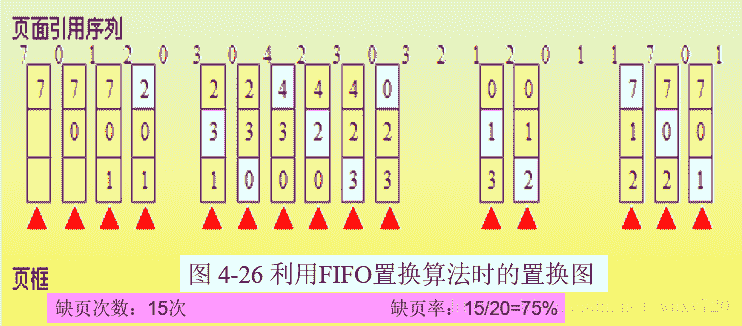 页面引用序列
7 0 1 2 0 3 0 4 2 3 0 3 2 1 2 0 1 1 7 0 1
7 7 7 2 2 2 4 4 4 0 0 0 7 7 7
0 0 0 3 3 3 2 2 2 1 1 1 0 0
1 1 1 0 0 0 3 3 3 2 2 2 1
页框
图 4-26 利用FIFO置换算法时的置换图
缺页次数：15次 缺页率：15/20=75%